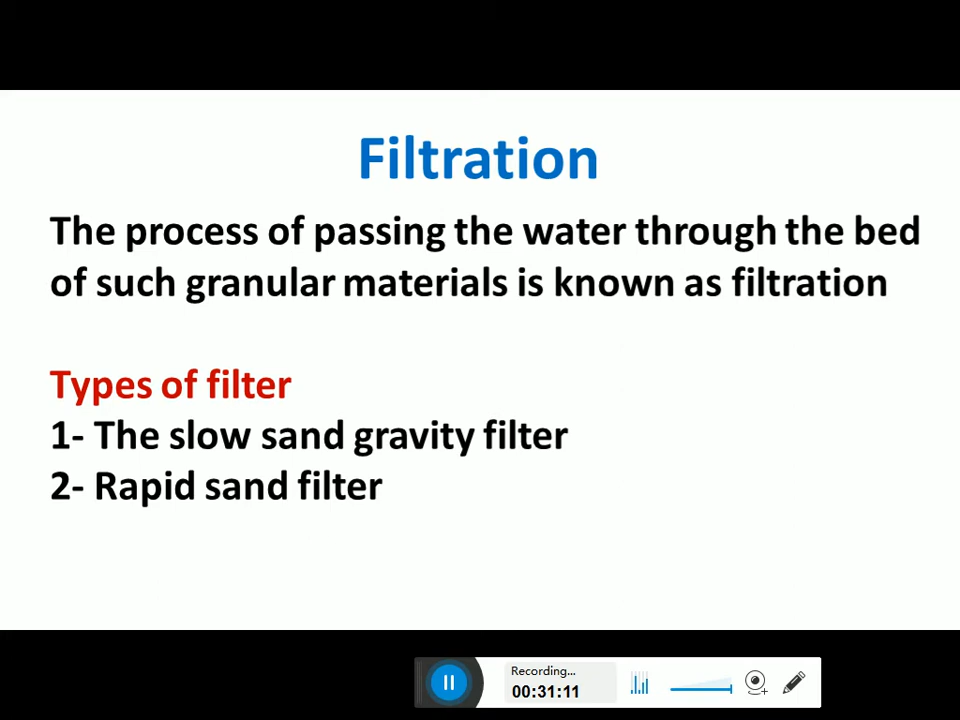 Filtration
The process of passing the water through the bed
of such granular materials is known as filtration
Types of filter
1- The slow sand gravity filter
2- Rapid sand filter
Recording...
00:31:11